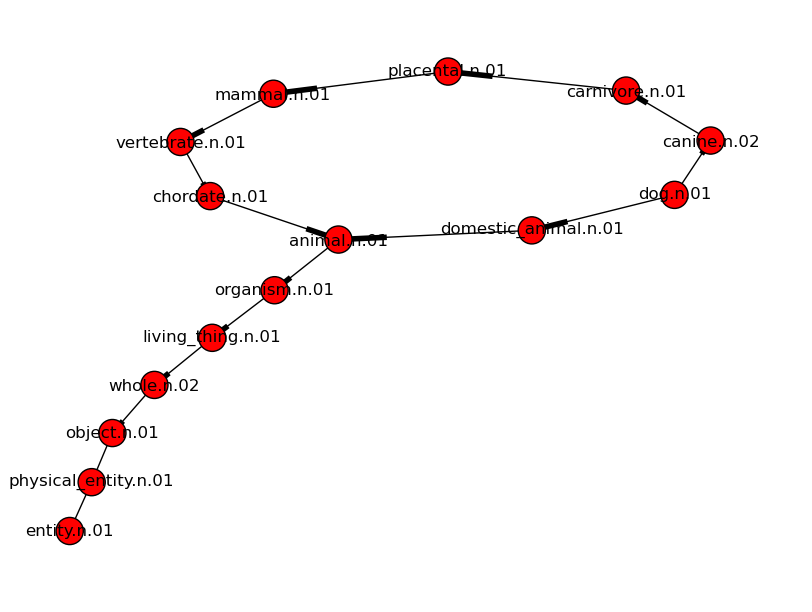 placental.n.01
mammal.n.01
carnivore.n.01
vertebrate.n.01
canine.n.02
chordate.n.01
dog.n.01
animal.n.01
domestic_animal.n.01
organism.n.01
living_thing.n.01
whole.n.02
object.n.01
physical_entity.n.01
entity.n.01